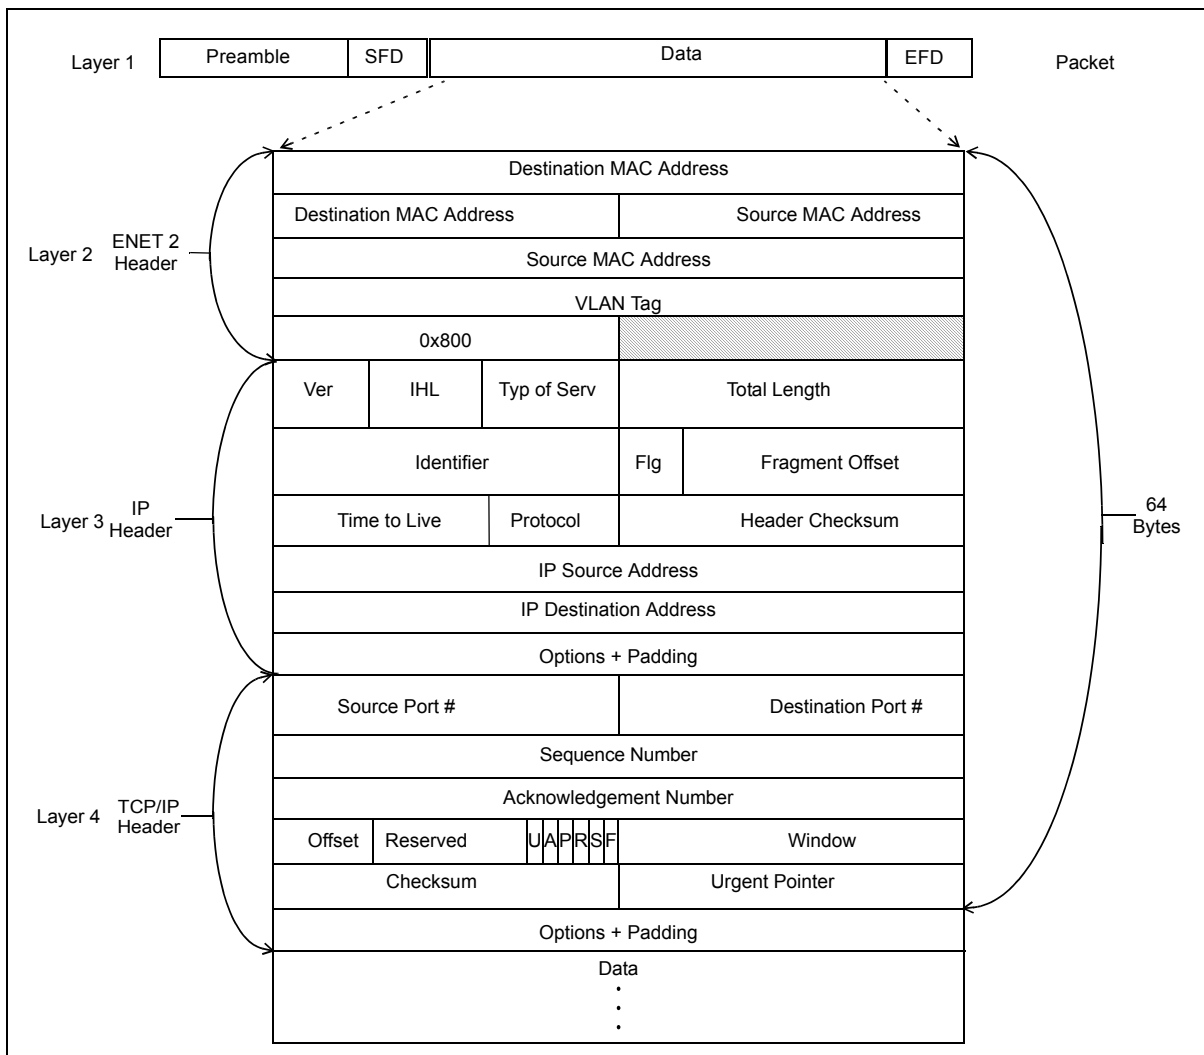 Layer 1
Preamble
SFD
Data
EFD
Packet
Destination MAC Address
Destination MAC Address
Source MAC Address
Layer 2
ENET 2
Header
Source MAC Address
VLAN Tag
0x800
Ver
IHL
Typ of Serv
Total Length
Identifier
Flg
Fragment Offset
Layer 3
IP
Header
Time to Live
Protocol
Header Checksum
64
Bytes
IP Source Address
IP Destination Address
Options + Padding
Source Port #
Destination Port #
Sequence Number
Acknowledgement Number
Layer 4
TCP/IP
Header
Offset
Reserved
U
A
P
R
S
F
Window
Checksum
Urgent Pointer
Options + Padding
Data